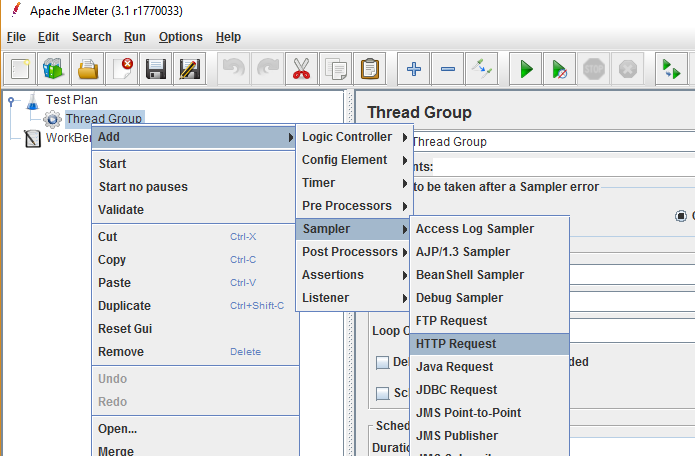 Apache JMeter (3.1 r1770033)
File Edit Search Run Options Help
STOP
Test Plan
Thread Group
WorkBen
Add
Start
Start no pauses
Validate
Cut Ctrl-X
Copy Ctrl-C
Paste Ctrl-V
Duplicate Ctrl+Shift-C
Reset Gui
Remove Delete
Undo
Redo
Open...
Merge
Logic Controller
Config Element
Timer
Pre Processors
Sampler
Post Processors
Assertions
Listener
Access Log Sampler
AJP/1.3 Sampler
BeanShell Sampler
Debug Sampler
FTP Request
HTTP Request
Java Request
JDBC Request
JMS Point-to-Point
JMS Publisher
Thread Group
Thread Group
nts:
to be taken after a Sampler error
Loop C
De
ded
Sc
Sched
Duratio